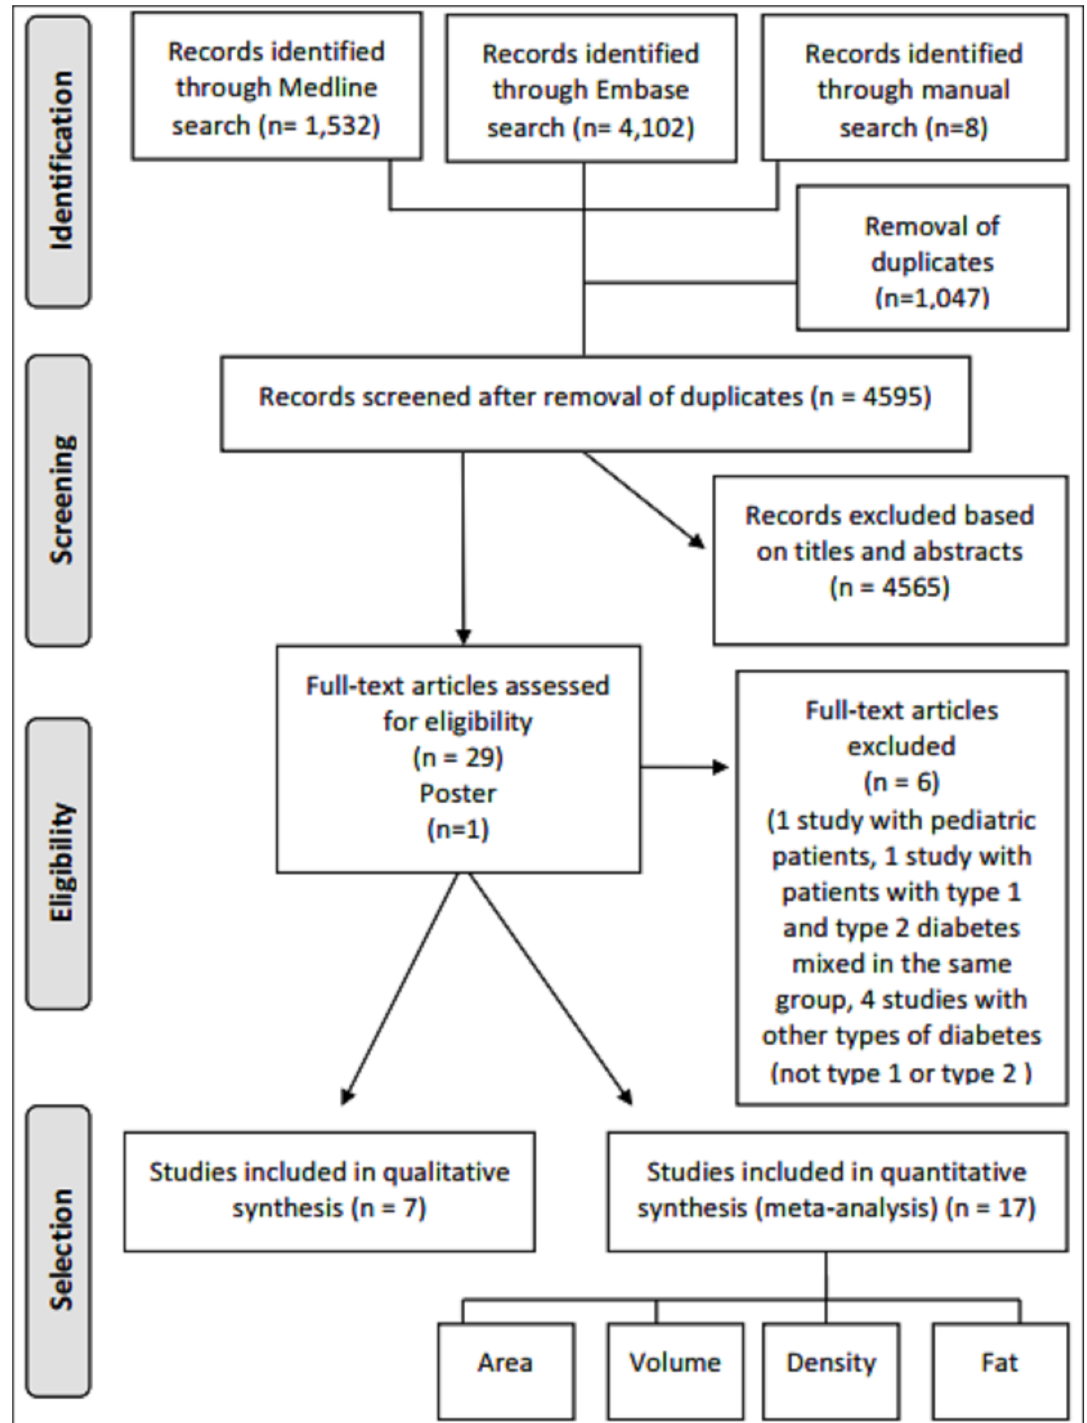 Identification
Records identified
through Medline
search (n= 1,532)
Records identified
through Embase
search (n= 4,102)
Records identified
through manual
search (n=8)
Removal of
duplicates
(n=1,047)
Screening
Records screened after removal of duplicates (n = 4595)
Records excluded based
on titles and abstracts
(n = 4565)
Eligibility
Full-text articles assessed
for eligibility
(n = 29)
Poster
(n=1)
Full-text articles
excluded
(n = 6)
(1 study with pediatric
patients, 1 study with
patients with type 1
and type 2 diabetes
mixed in the same
group, 4 studies with
other types of diabetes
(not type 1 or type 2 )
Selection
Studies included in qualitative
synthesis (n = 7)
Studies included in quantitative
synthesis (meta-analysis) (n = 17)
Area
Volume
Density
Fat